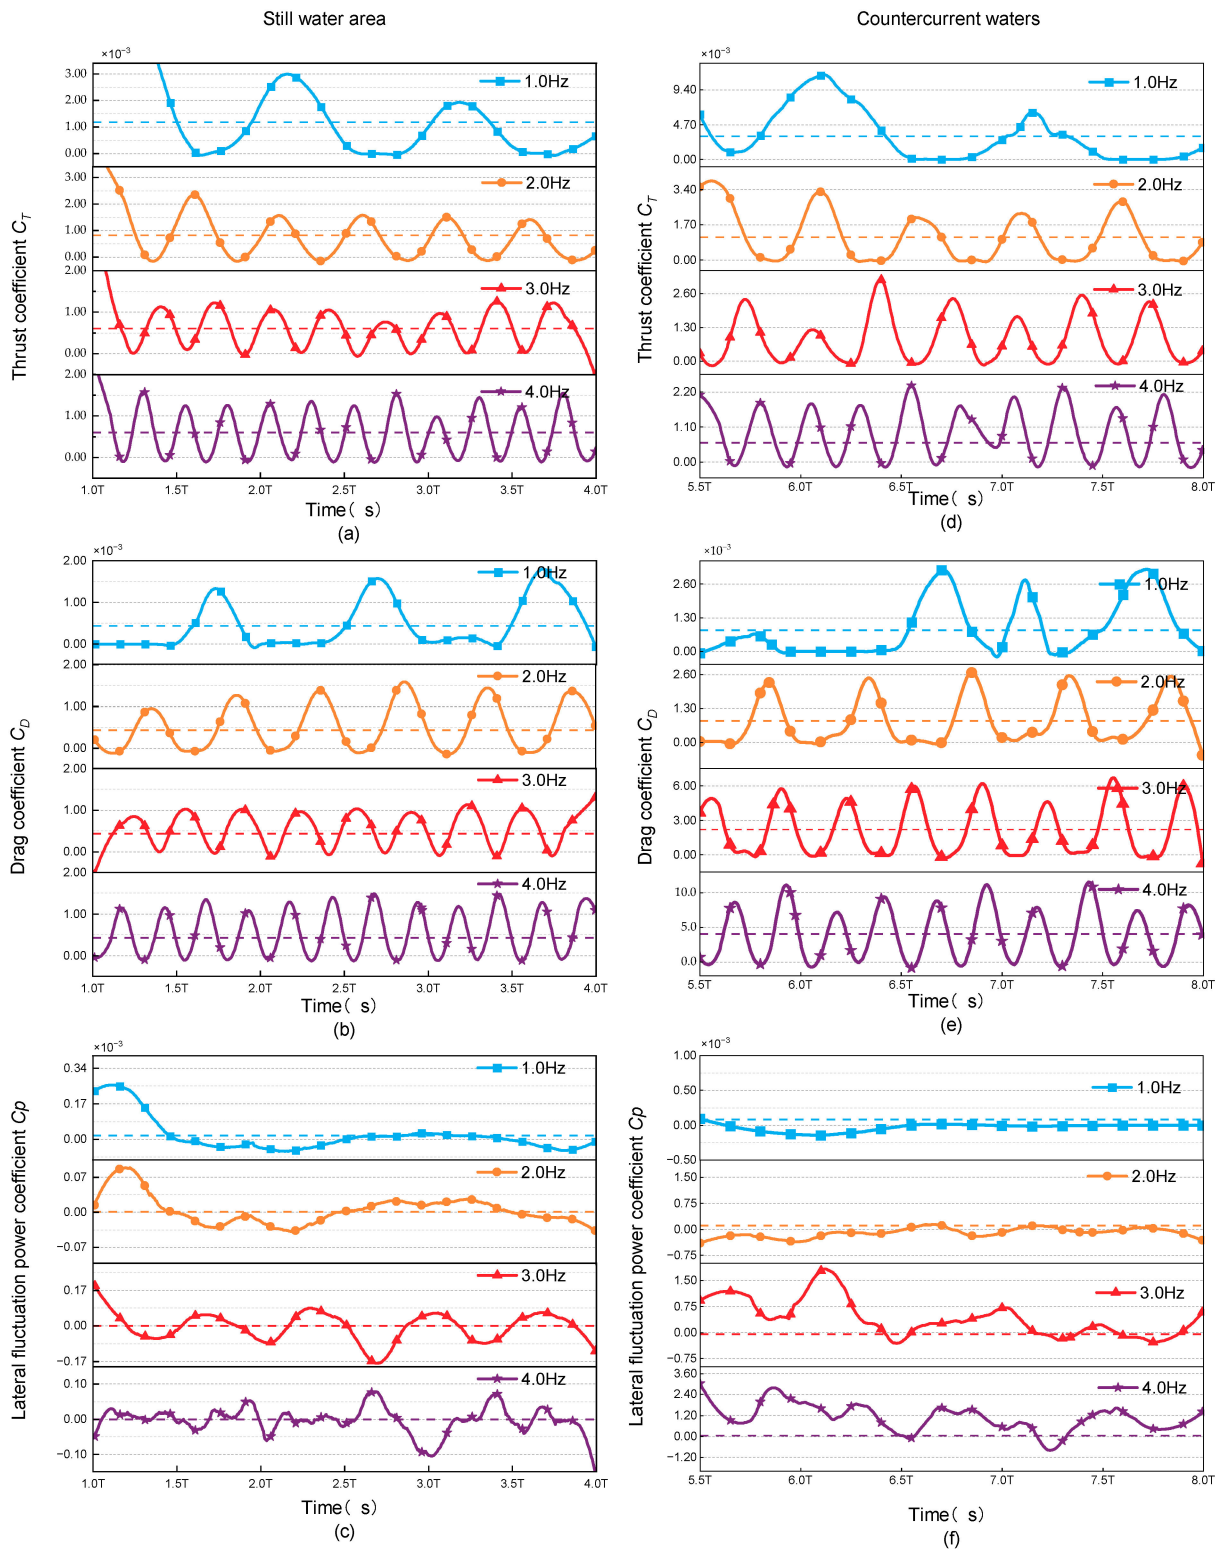 Still water area
Countercurrent waters
×10⁻³
3.00
2.00
1.00
0.00
1.0Hz
3.00
2.00
1.00
0.00
2.0Hz
2.00
1.00
0.00
3.0Hz
2.00
1.00
0.00
4.0Hz
Thrust coefficient C_T
1.0T 1.5T 2.0T 2.5T 3.0T 3.5T 4.0T
Time( s)
(a)
×10⁻³
9.40
4.70
0.00
1.0Hz
3.40
1.70
0.00
2.0Hz
2.60
1.30
0.00
3.0Hz
2.20
1.10
0.00
4.0Hz
Thrust coefficient C_T
5.5T 6.0T 6.5T 7.0T 7.5T 8.0T
Time( s)
(d)
×10⁻³
2.00
1.00
0.00
1.0Hz
2.00
1.00
0.00
2.0Hz
2.00
1.00
0.00
3.0Hz
2.00
1.00
0.00
4.0Hz
Drag coefficient C_D
1.0T 1.5T 2.0T 2.5T 3.0T 3.5T 4.0T
Time( s)
(b)
×10⁻³
2.60
1.30
0.00
1.0Hz
2.60
1.30
0.00
2.0Hz
6.00
3.00
0.00
3.0Hz
10.0
5.0
0.0
4.0Hz
Drag coefficient C_D
5.5T 6.0T 6.5T 7.0T 7.5T 8.0T
Time( s)
(e)
×10⁻³
0.34
0.17
0.00
1.0Hz
0.07
0.00
−0.07
2.0Hz
0.17
0.00
−0.17
3.0Hz
0.10
0.00
−0.10
4.0Hz
Lateral fluctuation power coefficient Cp
1.0T 1.5T 2.0T 2.5T 3.0T 3.5T 4.0T
Time( s)
(c)
×10⁻³
1.00
0.50
0.00
−0.50
1.0Hz
1.50
0.00
−0.75
2.0Hz
1.50
0.75
0.00
−0.75
3.0Hz
3.60
2.40
1.20
0.00
−1.20
4.0Hz
Lateral fluctuation power coefficient Cp
5.5T 6.0T 6.5T 7.0T 7.5T 8.0T
Time( s)
(f)